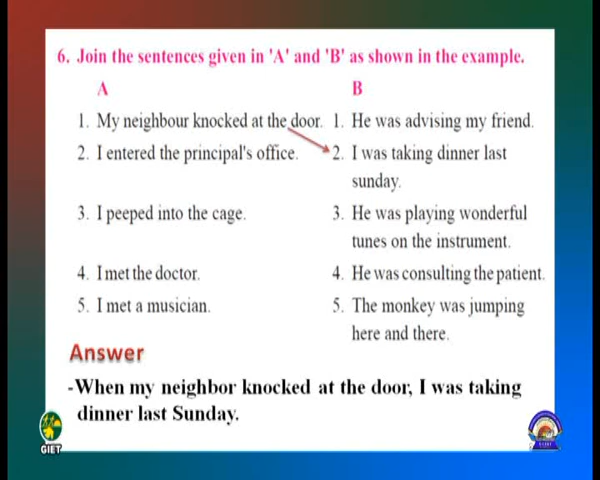 6. Join the sentences given in 'A' and 'B' as shown in the example.
A B
1. My neighbour knocked at the door. 1. He was advising my friend.
2. I entered the principal's office. 2. I was taking dinner last
sunday.
3. I peeped into the cage. 3. He was playing wonderful
tunes on the instrument.
4. I met the doctor. 4. He was consulting the patient.
5. I met a musician. 5. The monkey was jumping
here and there.
Answer
-When my neighbor knocked at the door, I was taking
dinner last Sunday.
GIET